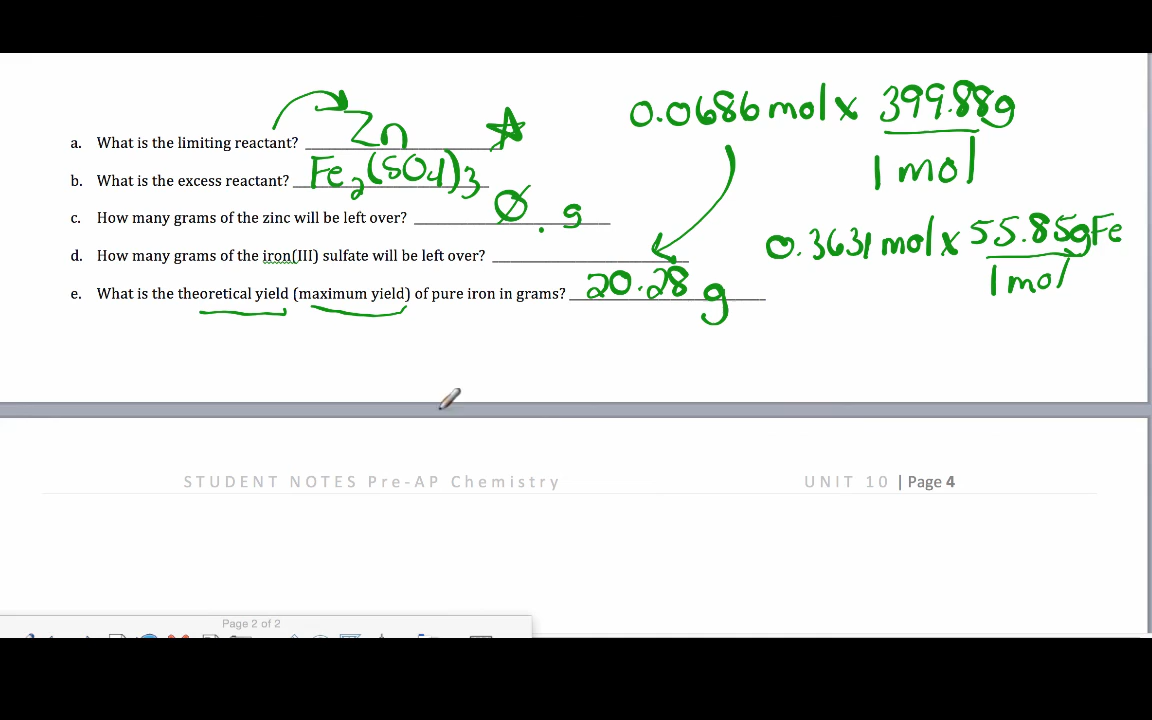 0.0686 mol x 399.88g
1 mol
a. What is the limiting reactant? Zn
b. What is the excess reactant? Fe2(SO4)3
c. How many grams of the zinc will be left over? 0. g
0.3631 mol x 55.85g Fe
1 mol
d. How many grams of the iron(III) sulfate will be left over?
e. What is the theoretical yield (maximum yield) of pure iron in grams? 20.28 g
STUDENT NOTES Pre-AP Chemistry UNIT 10 | Page 4
Page 2 of 2